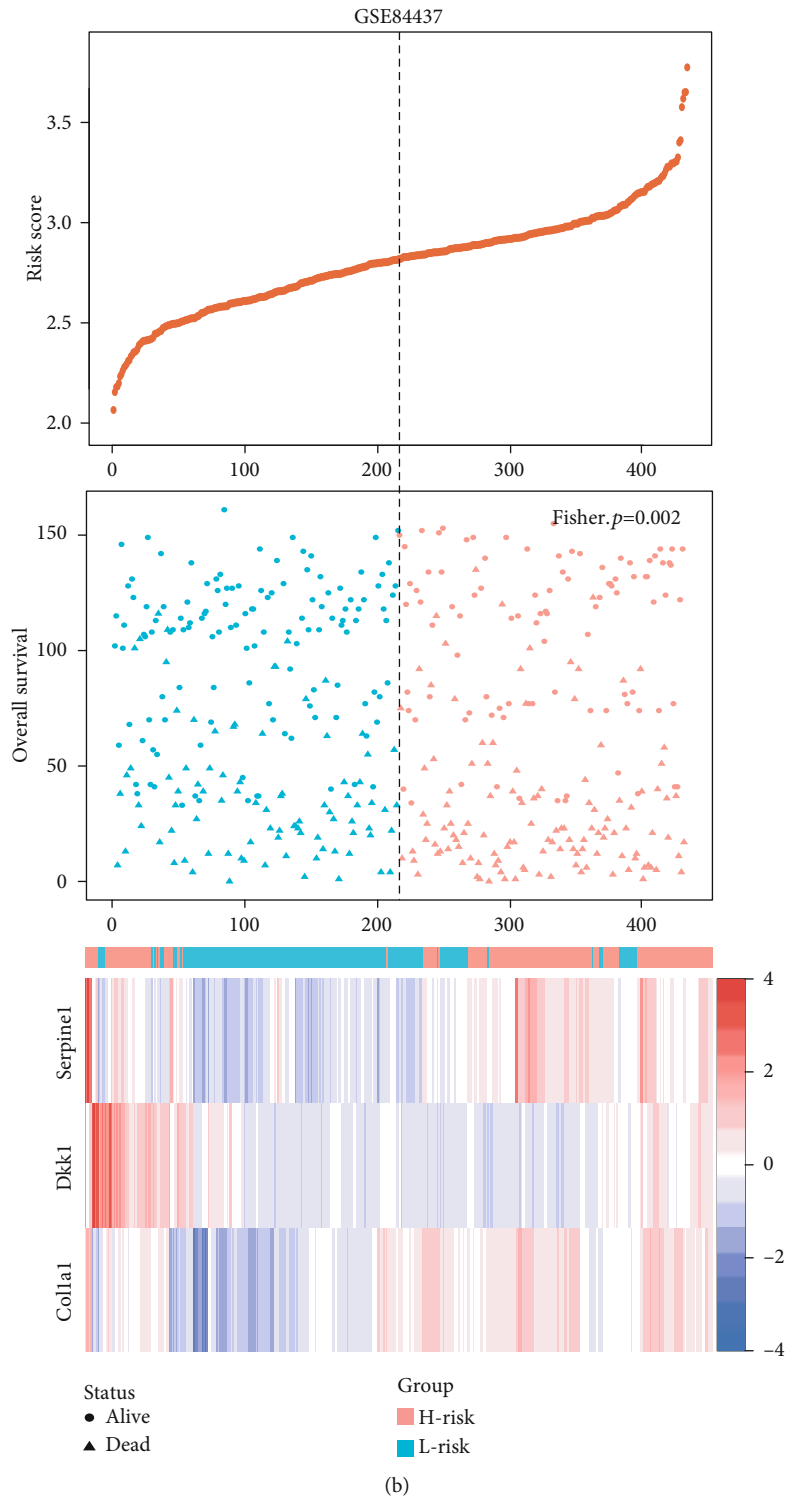 GSE84437
3.5
3.0
2.5
2.0
Risk score
0 100 200 300 400
Fisher.p=0.002
150
100
50
0
Overall survival
0 100 200 300 400
Serpine1
Dkk1
Col1a1
4
2
0
−2
−4
Status
Alive
Dead
Group
H-risk
L-risk
(b)